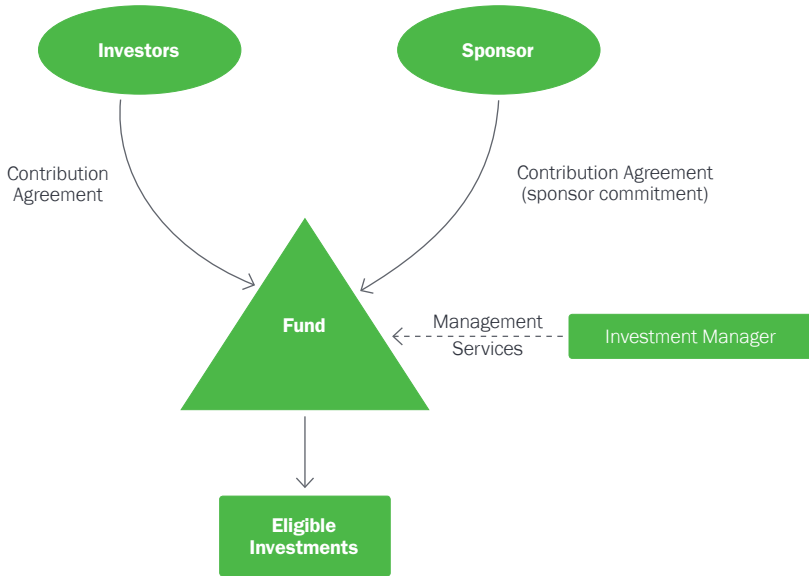 Investors
Sponsor
Contribution
Agreement
Contribution Agreement
(sponsor commitment)
Fund
Management
Services
Investment Manager
Eligible
Investments